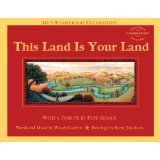 10TH ANNIVERSARY CELEBRATION
This Land Is Your Land
WITH A TRIBUTE BY PETE SEEGER
Words and Music by Woody Guthrie • Paintings by Kathy Jakobsen